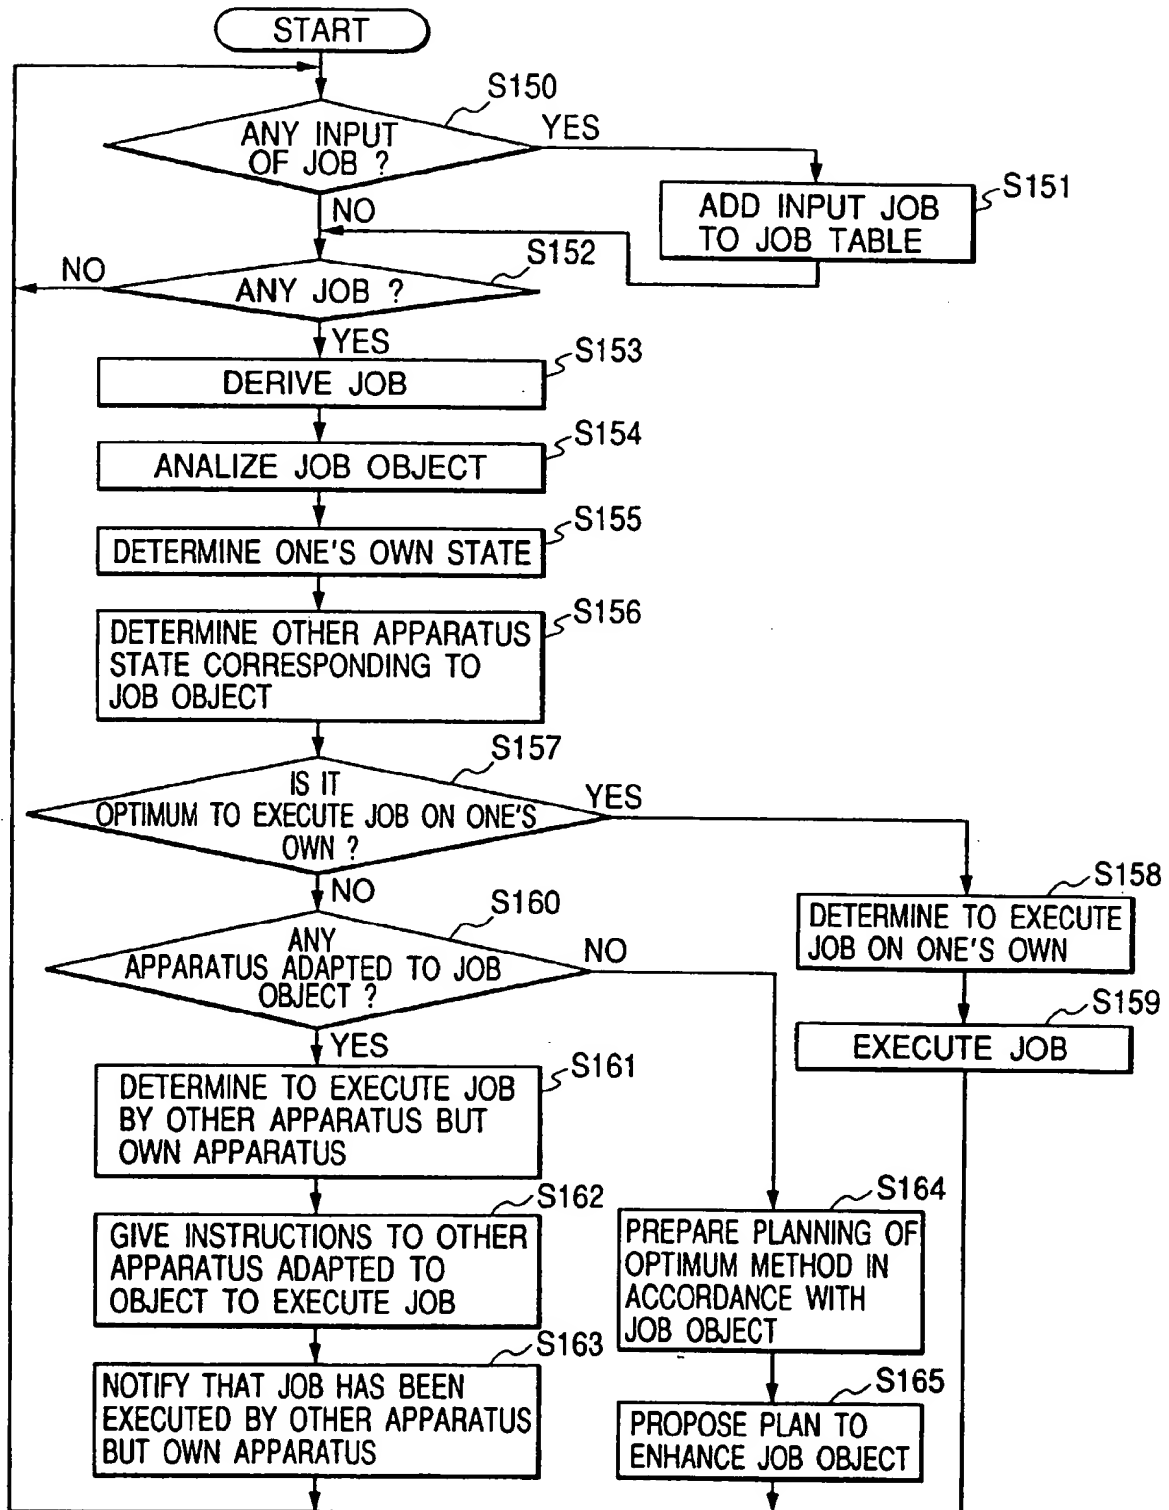 START
S150
ANY INPUT
OF JOB ?
YES
S151
ADD INPUT JOB
TO JOB TABLE
NO
S152
ANY JOB ?
NO
YES
S153
DERIVE JOB
S154
ANALIZE JOB OBJECT
S155
DETERMINE ONE'S OWN STATE
S156
DETERMINE OTHER APPARATUS
STATE CORRESPONDING TO
JOB OBJECT
S157
IS IT
OPTIMUM TO EXECUTE JOB ON ONE'S
OWN ?
YES
NO
S158
DETERMINE TO EXECUTE
JOB ON ONE'S OWN
S159
EXECUTE JOB
S160
ANY
APPARATUS ADAPTED TO JOB
OBJECT ?
NO
YES
S161
DETERMINE TO EXECUTE JOB
BY OTHER APPARATUS BUT
OWN APPARATUS
S162
GIVE INSTRUCTIONS TO OTHER
APPARATUS ADAPTED TO
OBJECT TO EXECUTE JOB
S163
NOTIFY THAT JOB HAS BEEN
EXECUTED BY OTHER APPARATUS
BUT OWN APPARATUS
S164
PREPARE PLANNING OF
OPTIMUM METHOD IN
ACCORDANCE WITH
JOB OBJECT
S165
PROPOSE PLAN TO
ENHANCE JOB OBJECT